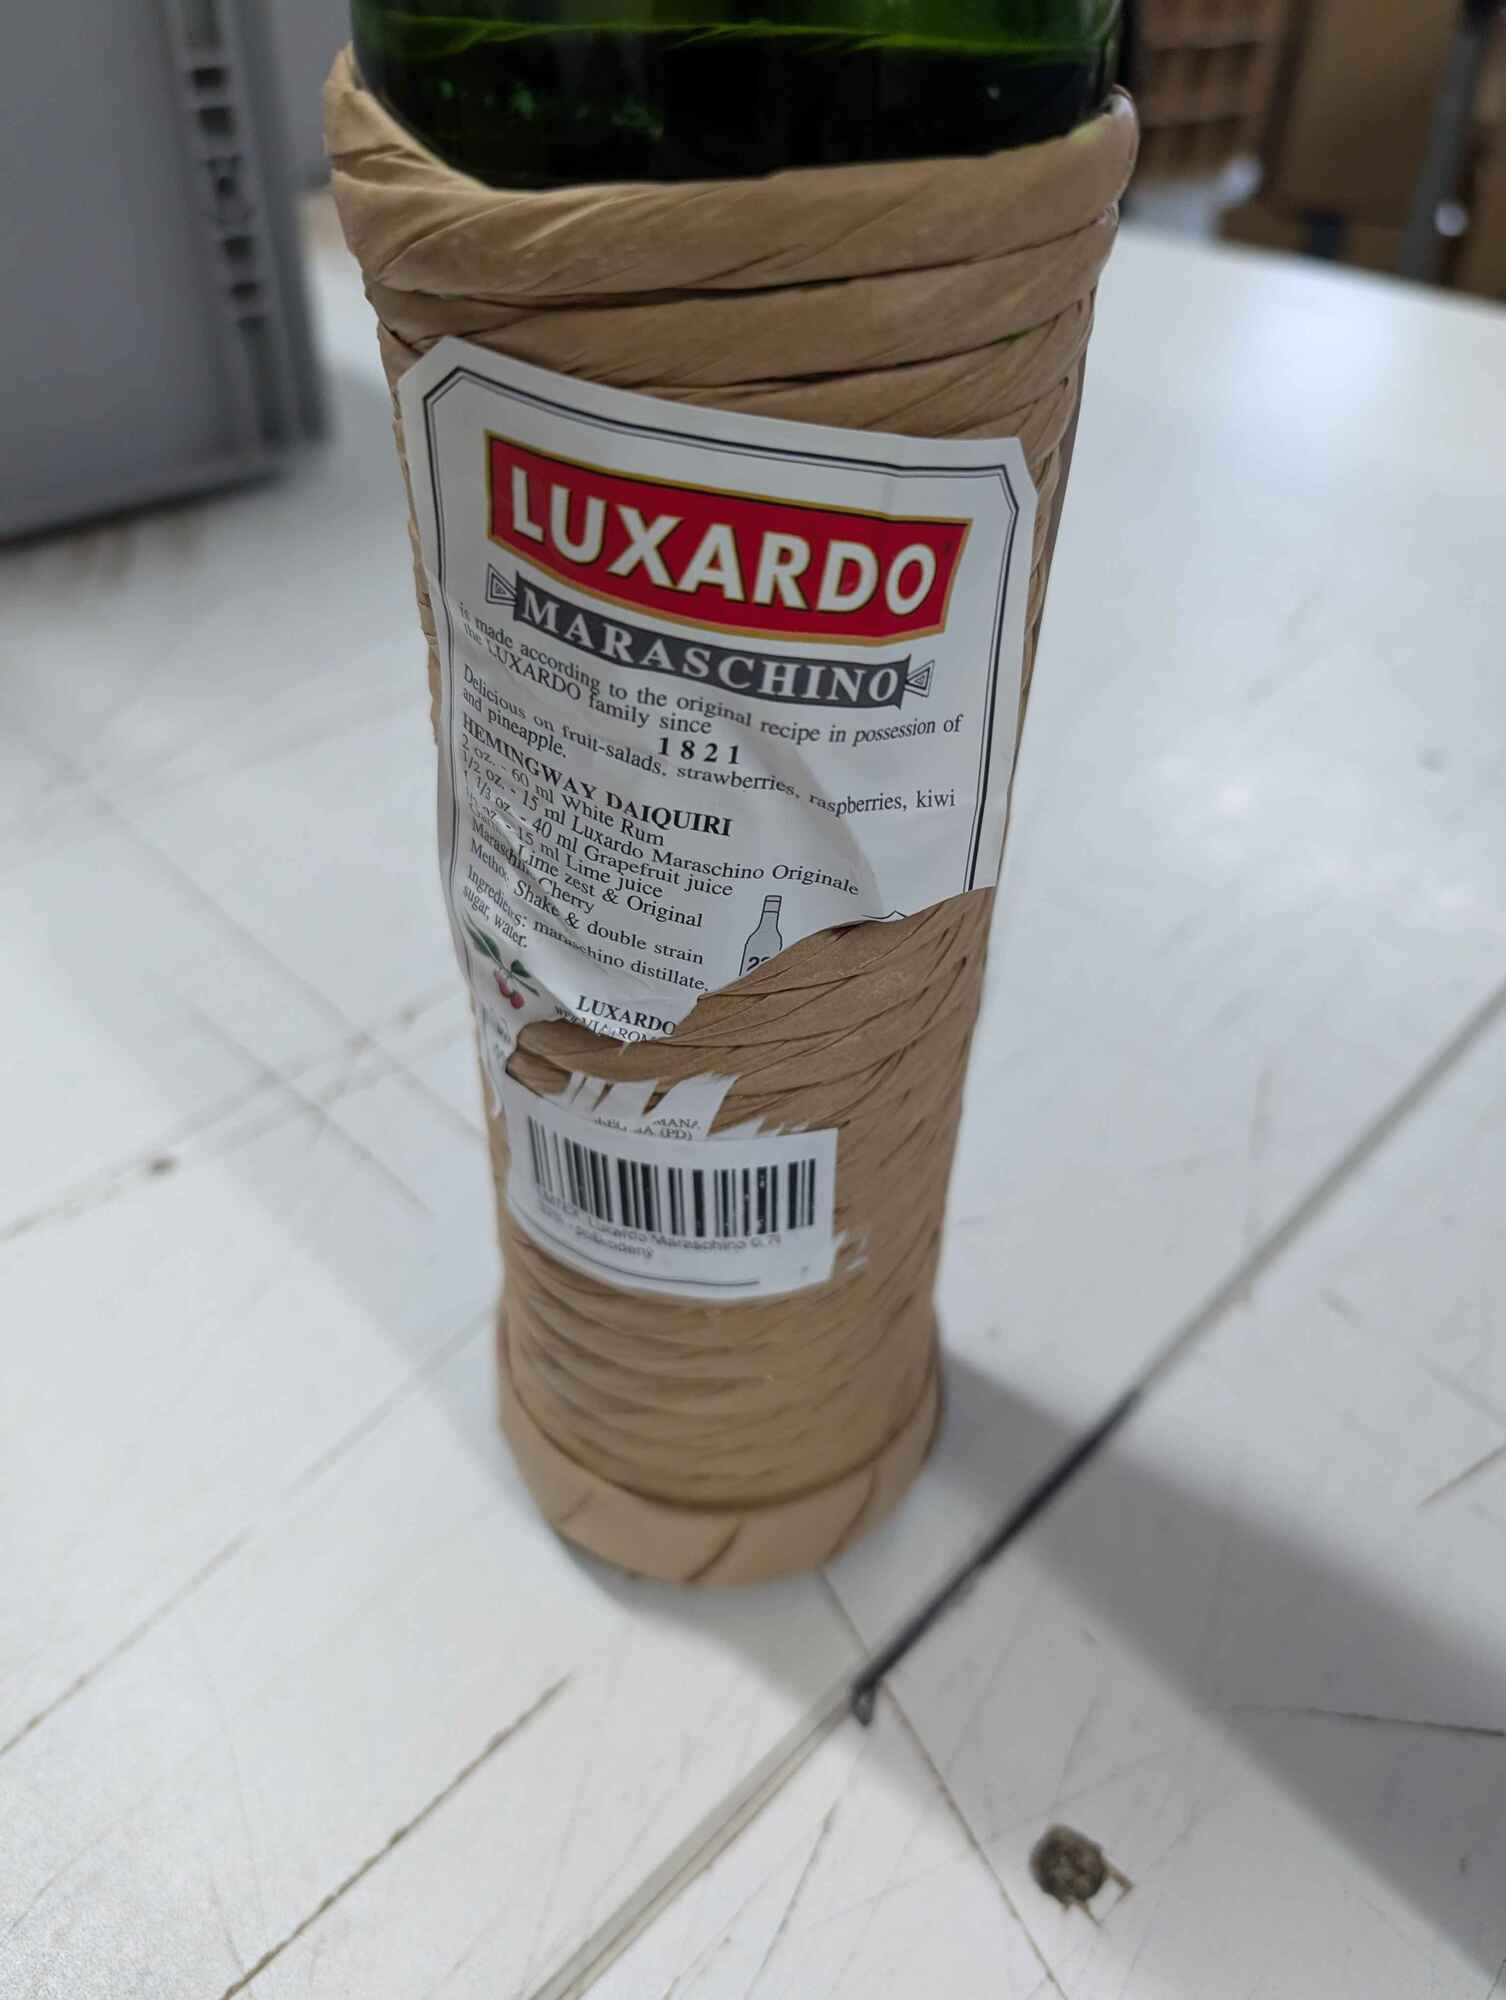 LUXARDO
MARASCHINO
is made according to the original recipe in possession of
the LUXARDO family since
1821
Delicious on fruit-salads, strawberries, raspberries, kiwi
and pineapple.
HEMINGWAY DAIQUIRI
2 oz. - 60 ml White Rum
1/2 oz. - 15 ml Luxardo Maraschino Originale
1 1/3 oz. - 40 ml Grapefruit juice
oz. - 15 ml Lime juice
Lime zest & Original
Maraschino Cherry
Shake & double strain
Ingredients: maraschino distillate,
sugar, water.
LUXARDO
(PD)
Luxardo Maraschino 0,7l